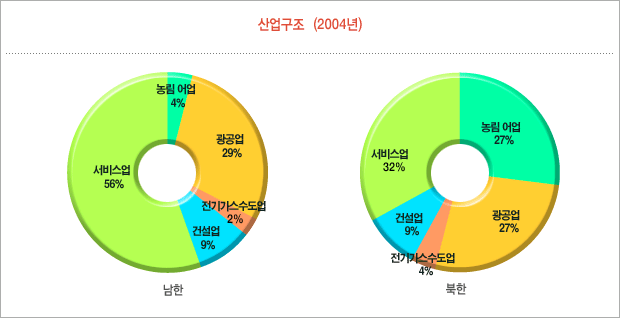 산업구조 (2004년)
농림 어업
4%
광공업
29%
전기가스수도업
2%
건설업
9%
서비스업
56%
남한
농림 어업
27%
광공업
27%
전기가스수도업
4%
건설업
9%
서비스업
32%
북한